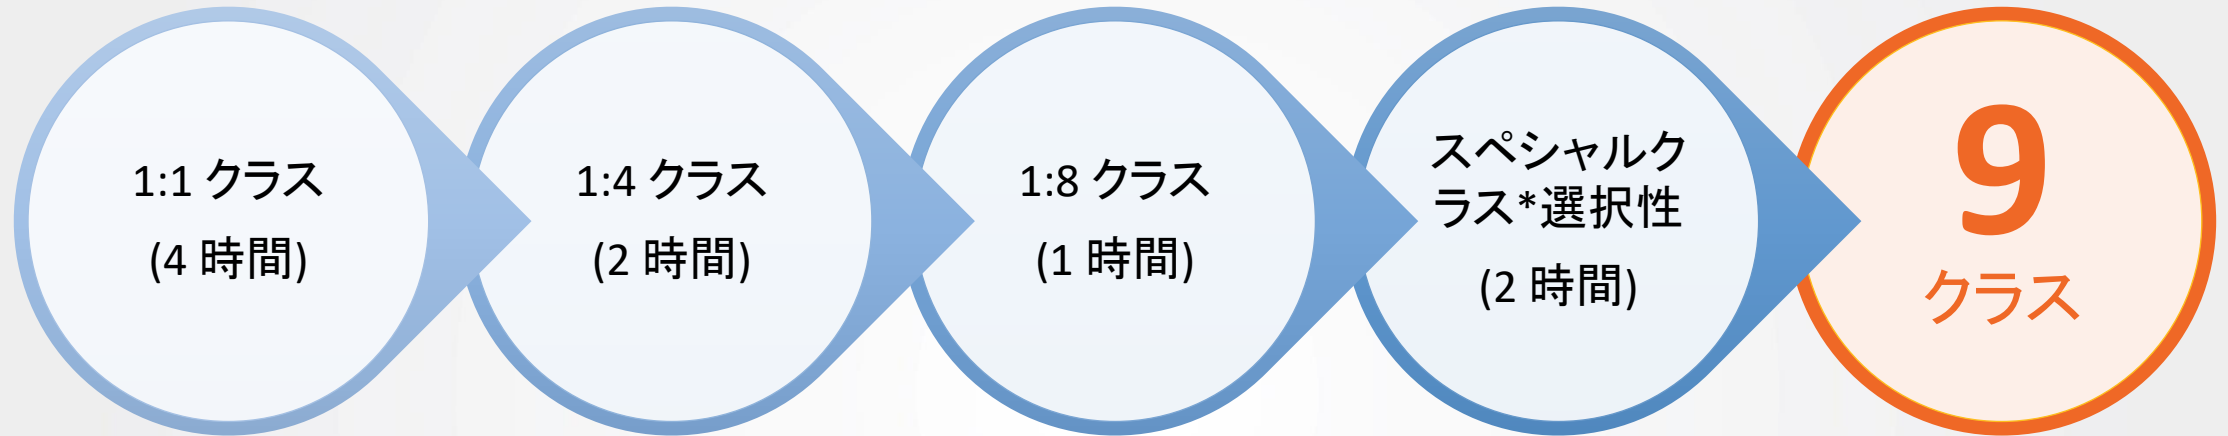 1:1 クラス
(4 時間)
1:4 クラス
(2 時間)
1:8 クラス
(1 時間)
スペシャルク
ラス*選択性
(2 時間)
9
クラス